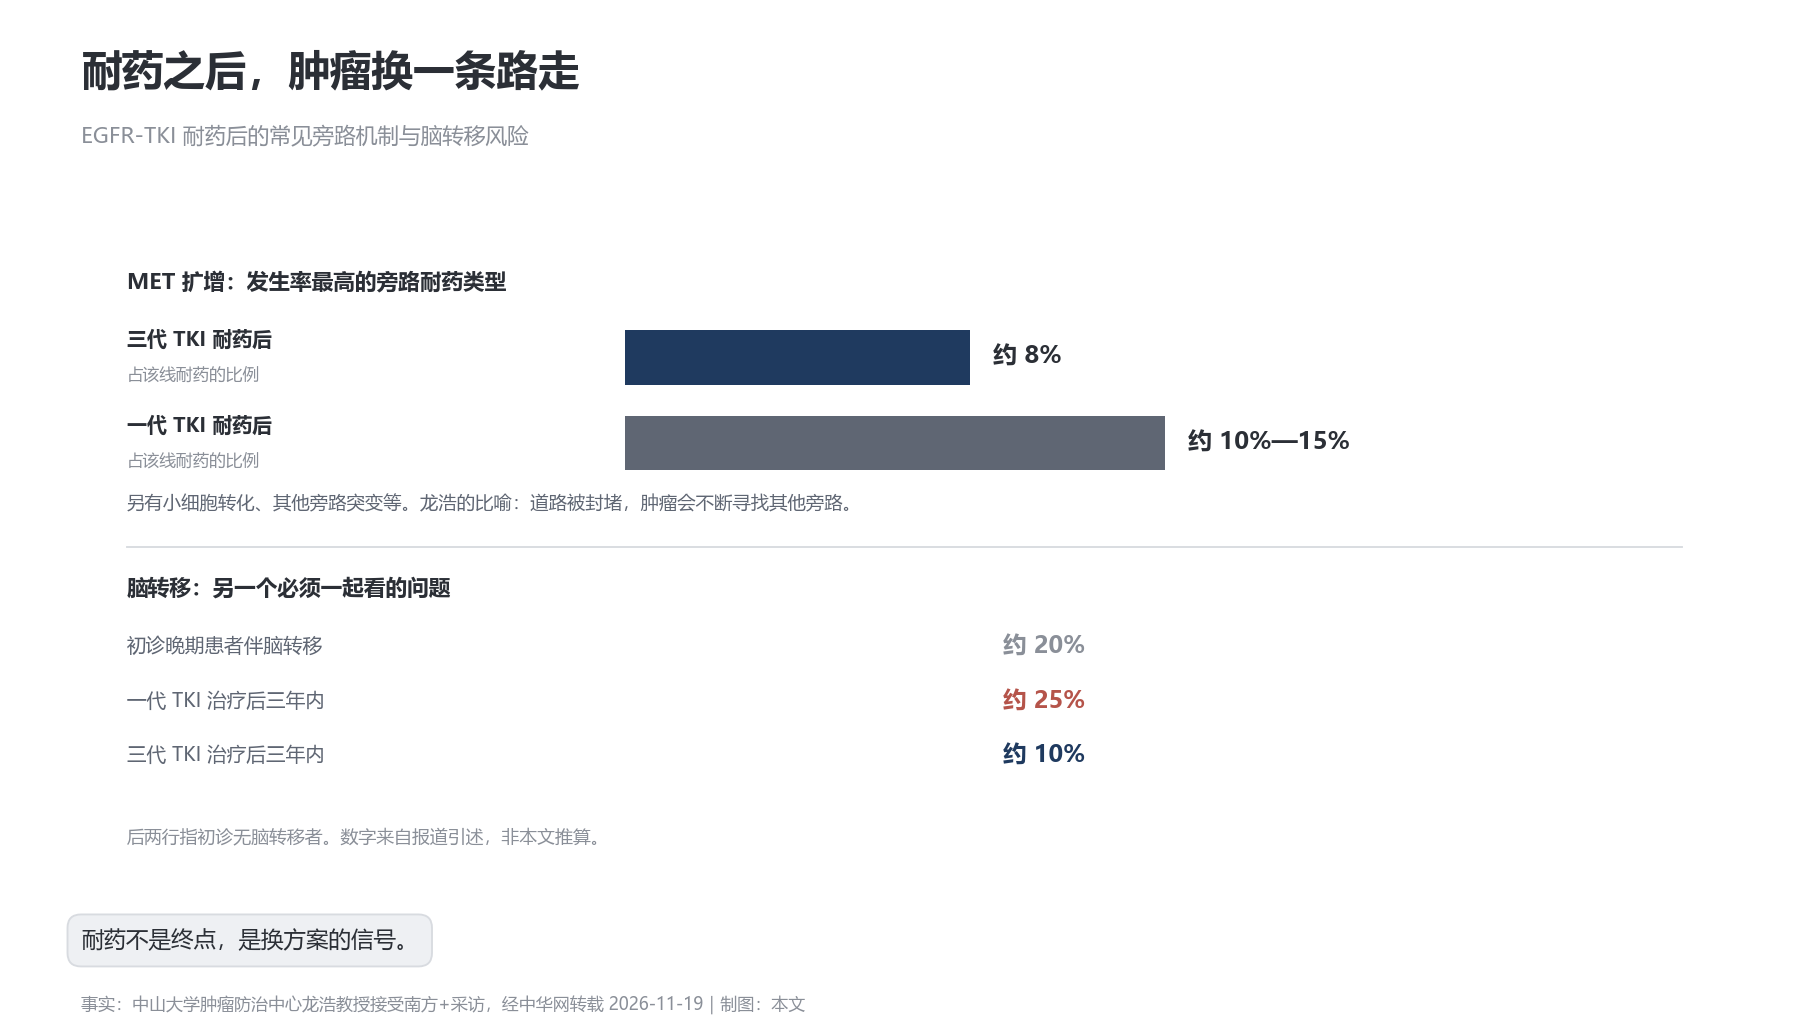 耐药之后，肿瘤换一条路走
EGFR-TKI 耐药后的常见旁路机制与脑转移风险
MET 扩增：发生率最高的旁路耐药类型
三代 TKI 耐药后
占该线耐药的比例
约 8%
一代 TKI 耐药后
占该线耐药的比例
约 10%—15%
另有小细胞转化、其他旁路突变等。龙浩的比喻：道路被封堵，肿瘤会不断寻找其他旁路。
脑转移：另一个必须一起看的问题
初诊晚期患者伴脑转移
约 20%
一代 TKI 治疗后三年内
约 25%
三代 TKI 治疗后三年内
约 10%
后两行指初诊无脑转移者。数字来自报道引述，非本文推算。
耐药不是终点，是换方案的信号。
事实：中山大学肿瘤防治中心龙浩教授接受南方+采访，经中华网转载 2026-11-19 | 制图：本文